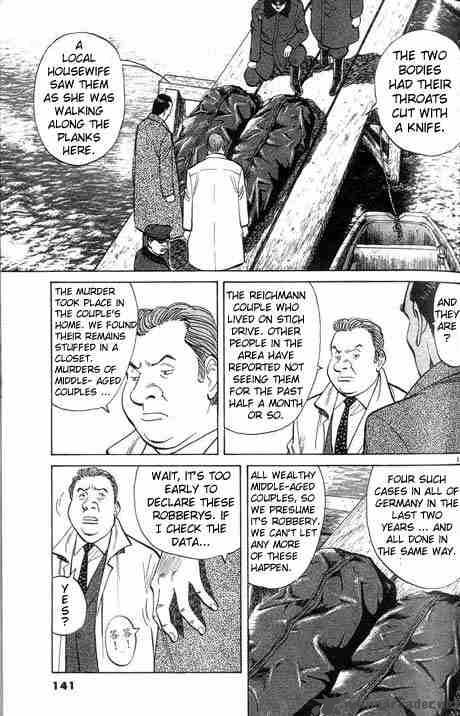 THE TWO
BODIES
HAD THEIR
THROATS
CUT WITH
A KNIFE.
A
LOCAL
HOUSEWIFE
SAW THEM
AS SHE WAS
WALKING
ALONG THE
PLANKS
HERE.
AND
THEY
ARE
?
THE REICHMANN
COUPLE WHO
LIVED ON STICH
DRIVE. OTHER
PEOPLE IN
THE AREA HAVE
REPORTED NOT
SEEING THEM
FOR THE PAST
HALF A MONTH
OR SO.
THE MURDER
TOOK PLACE
IN THE
COUPLE'S
HOME. WE FOUND
THEIR REMAINS
STUFFED IN A
CLOSET.
MURDERS OF
MIDDLE- AGED
COUPLES ...
FOUR SUCH
CASES IN ALL OF
GERMANY IN
THE LAST TWO
YEARS ... AND
ALL DONE IN
THE SAME WAY.
ALL WEALTHY
MIDDLE-AGED
COUPLES, SO
WE PRESUME
IT'S ROBBERY.
WE CAN'T LET
ANY MORE
OF THESE
HAPPEN.
WAIT, IT'S TOO
EARLY TO
DECLARE THESE
ROBBERYS. IF
I CHECK
THE DATA...
YES?
141